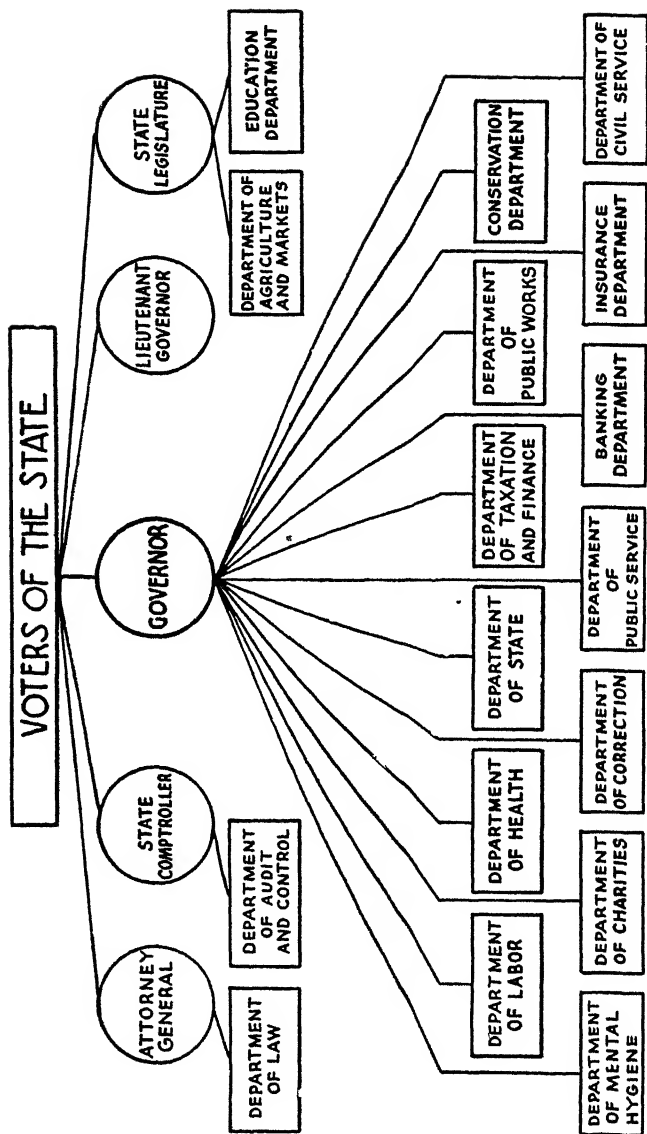 VOTERS OF THE STATE
ATTORNEY
GENERAL
STATE
COMPTROLLER
GOVERNOR
LIEUTENANT
GOVERNOR
STATE
LEGISLATURE
DEPARTMENT
OF LAW
DEPARTMENT
OF AUDIT
AND CONTROL
DEPARTMENT OF
AGRICULTURE
AND MARKETS
EDUCATION
DEPARTMENT
DEPARTMENT
OF LABOR
DEPARTMENT
OF HEALTH
DEPARTMENT
OF STATE
DEPARTMENT
OF TAXATION
AND FINANCE
DEPARTMENT
OF
PUBLIC WORKS
CONSERVATION
DEPARTMENT
DEPARTMENT
OF MENTAL
HYGIENE
DEPARTMENT
OF CHARITIES
DEPARTMENT
OF CORRECTION
DEPARTMENT
OF
PUBLIC SERVICE
BANKING
DEPARTMENT
INSURANCE
DEPARTMENT
DEPARTMENT OF
CIVIL SERVICE